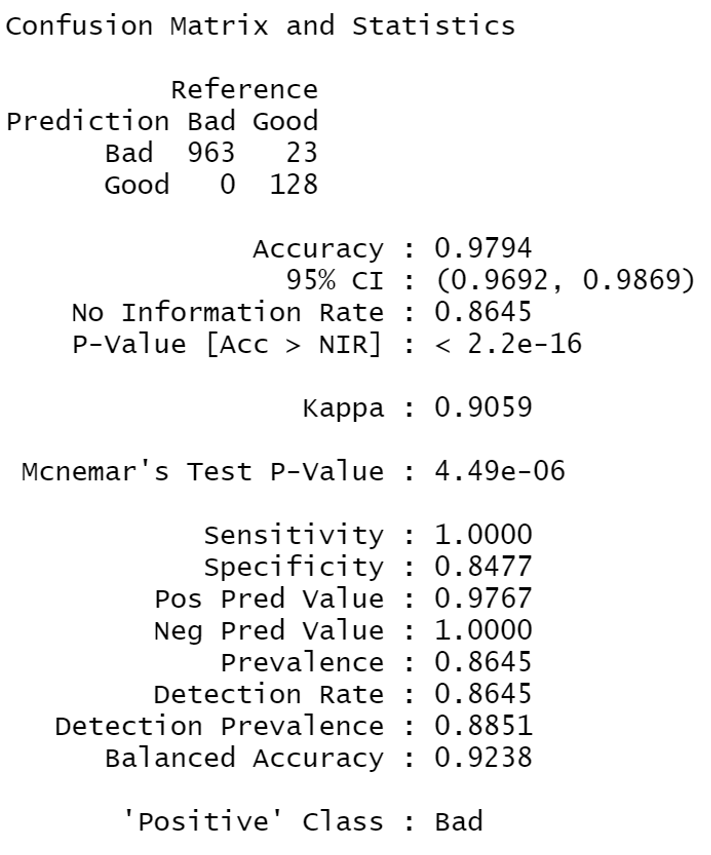 Confusion Matrix and Statistics
Reference
Prediction Bad Good
Bad 963 23
Good 0 128
Accuracy : 0.9794
95% CI : (0.9692, 0.9869)
No Information Rate : 0.8645
P-Value [Acc > NIR] : < 2.2e-16
Kappa : 0.9059
Mcnemar's Test P-Value : 4.49e-06
Sensitivity : 1.0000
Specificity : 0.8477
Pos Pred Value : 0.9767
Neg Pred Value : 1.0000
Prevalence : 0.8645
Detection Rate : 0.8645
Detection Prevalence : 0.8851
Balanced Accuracy : 0.9238
'Positive' Class : Bad